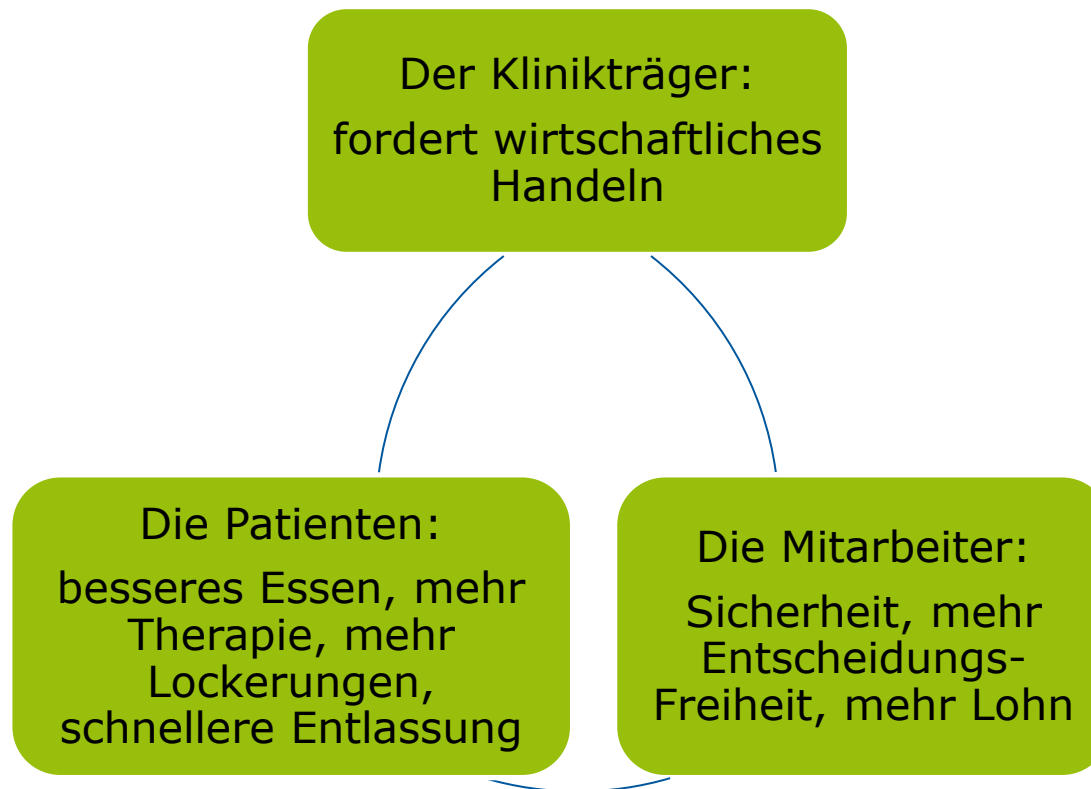 Der Klinikträger:
fordert wirtschaftliches
Handeln
Die Patienten:
besseres Essen, mehr
Therapie, mehr
Lockerungen,
schnellere Entlassung
Die Mitarbeiter:
Sicherheit, mehr
Entscheidungs-
Freiheit, mehr Lohn